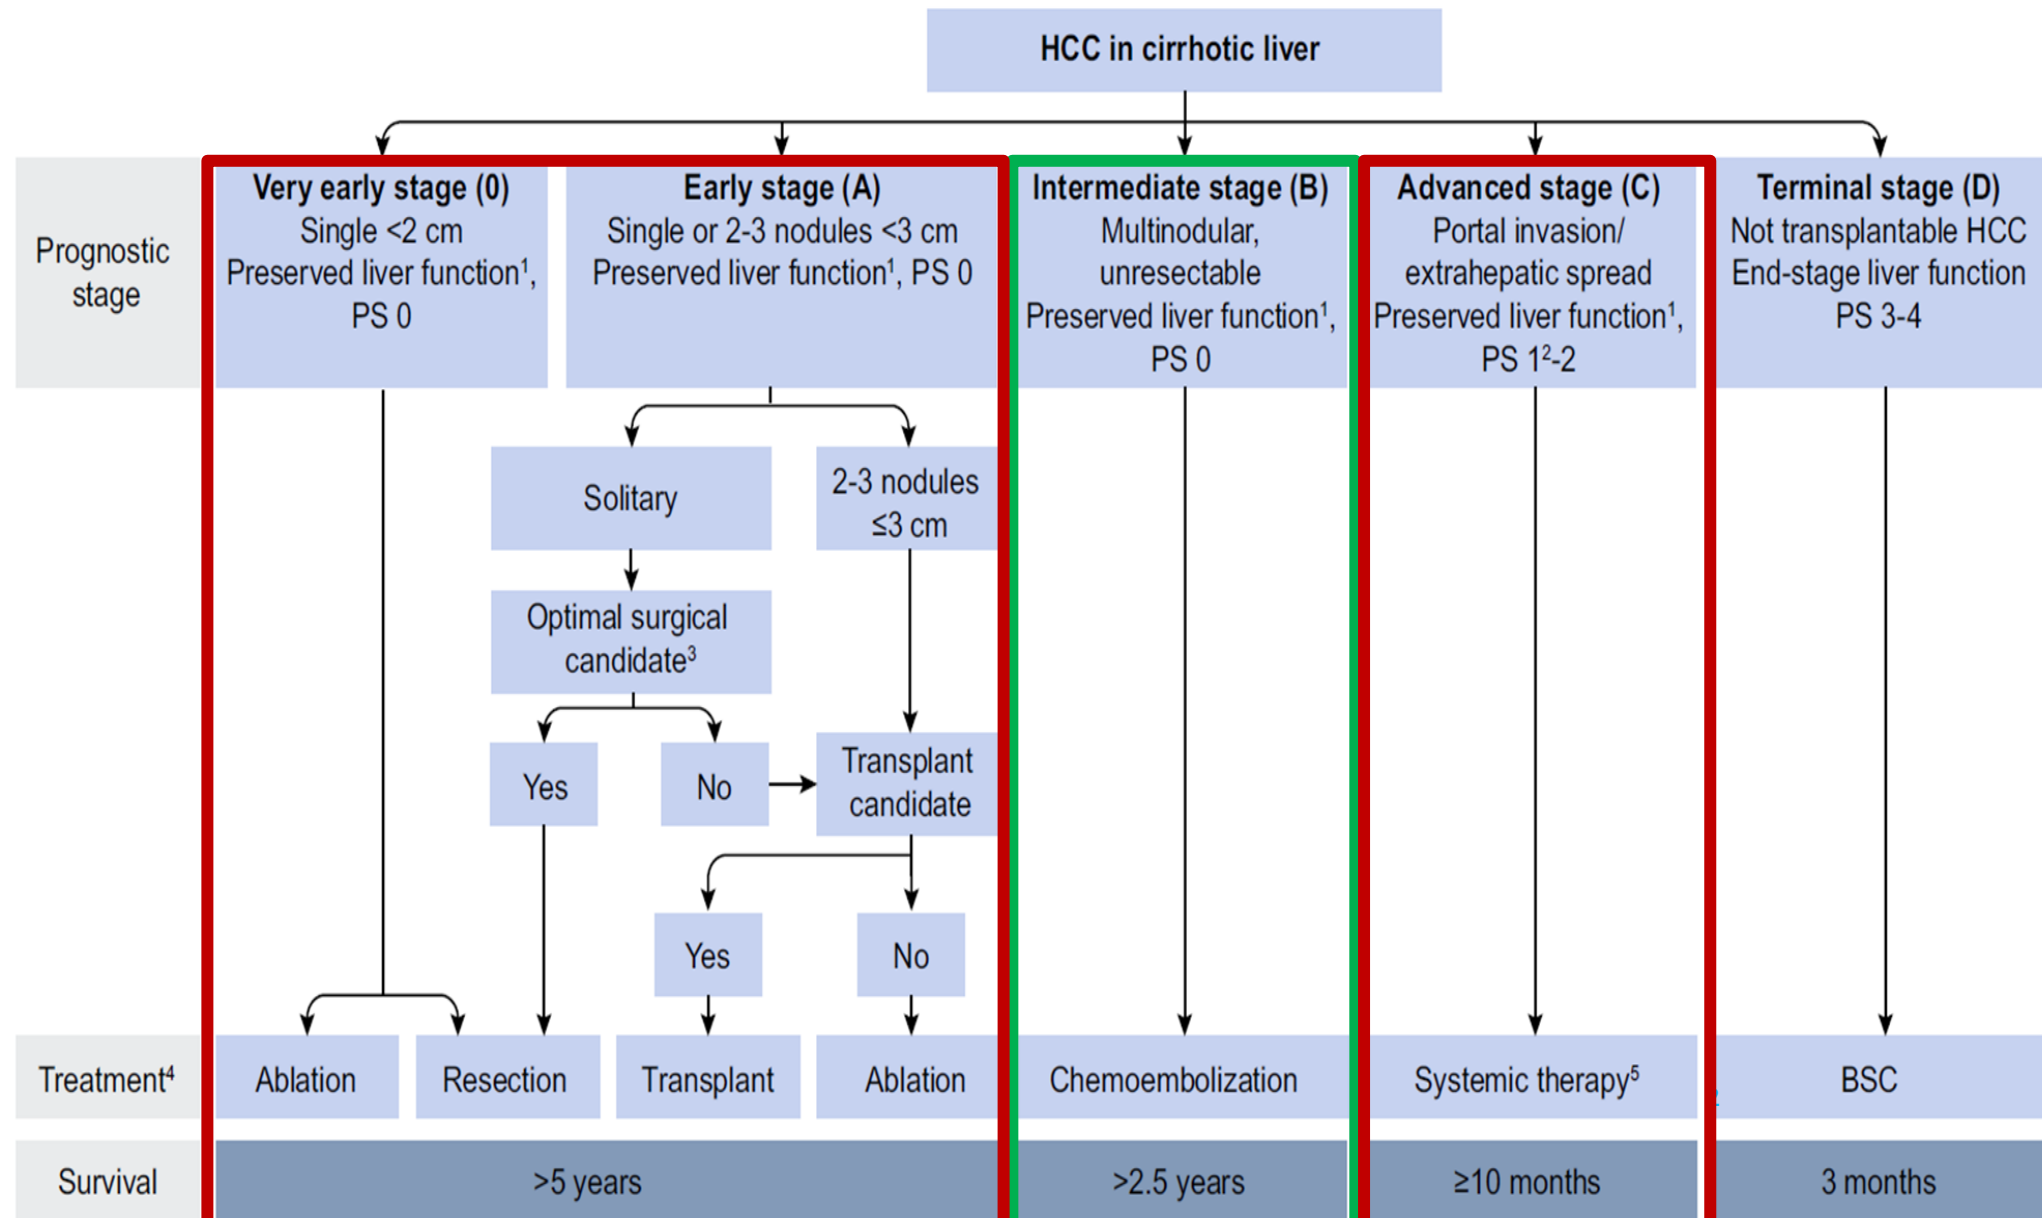 HCC in cirrhotic liver
Prognostic
stage
Very early stage (0)
Single <2 cm
Preserved liver function¹,
PS 0
Early stage (A)
Single or 2-3 nodules <3 cm
Preserved liver function¹, PS 0
Intermediate stage (B)
Multinodular,
unresectable
Preserved liver function¹,
PS 0
Advanced stage (C)
Portal invasion/
extrahepatic spread
Preserved liver function¹,
PS 1²-2
Terminal stage (D)
Not transplantable HCC
End-stage liver function
PS 3-4
Solitary
2-3 nodules
≤3 cm
Optimal surgical
candidate³
Yes
No
Transplant
candidate
Yes
No
Treatment⁴
Ablation
Resection
Transplant
Ablation
Chemoembolization
Systemic therapy⁵
BSC
Survival
>5 years
>2.5 years
≥10 months
3 months